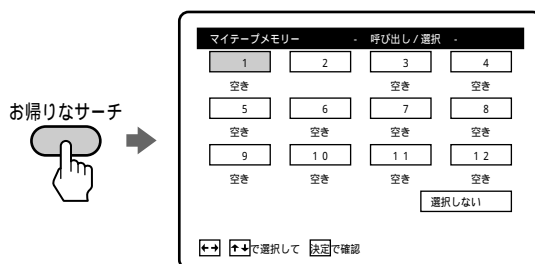 お帰りなサーチ
マイテープメモリー - 呼び出し / 選択 -
1 2 3 4
空き 空き 空き
5 6 7 8
空き 空き 空き 空き
9 10 11 12
空き 空き 空き 空き
選択しない
←→ ↑↓で選択して 決定で確認